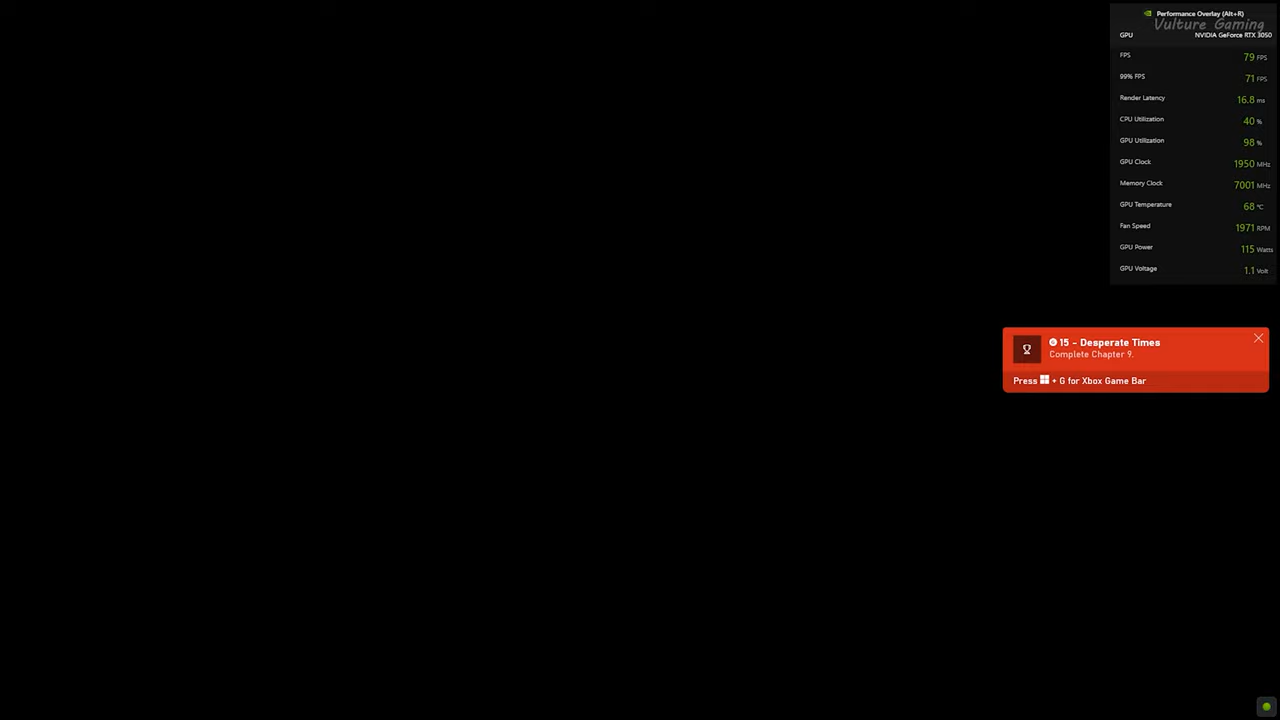 Performance Overlay (Alt+R)
Vulture Gaming
GPU NVIDIA GeForce RTX 3050
FPS 79 FPS
99% FPS 71 FPS
Render Latency 16.8 ms
CPU Utilization 40 %
GPU Utilization 98 %
GPU Clock 1950 MHz
Memory Clock 7001 MHz
GPU Temperature 68 °C
Fan Speed 1971 RPM
GPU Power 115 Watts
GPU Voltage 1.1 Volt
G 15 - Desperate Times
Complete Chapter 9.
Press + G for Xbox Game Bar